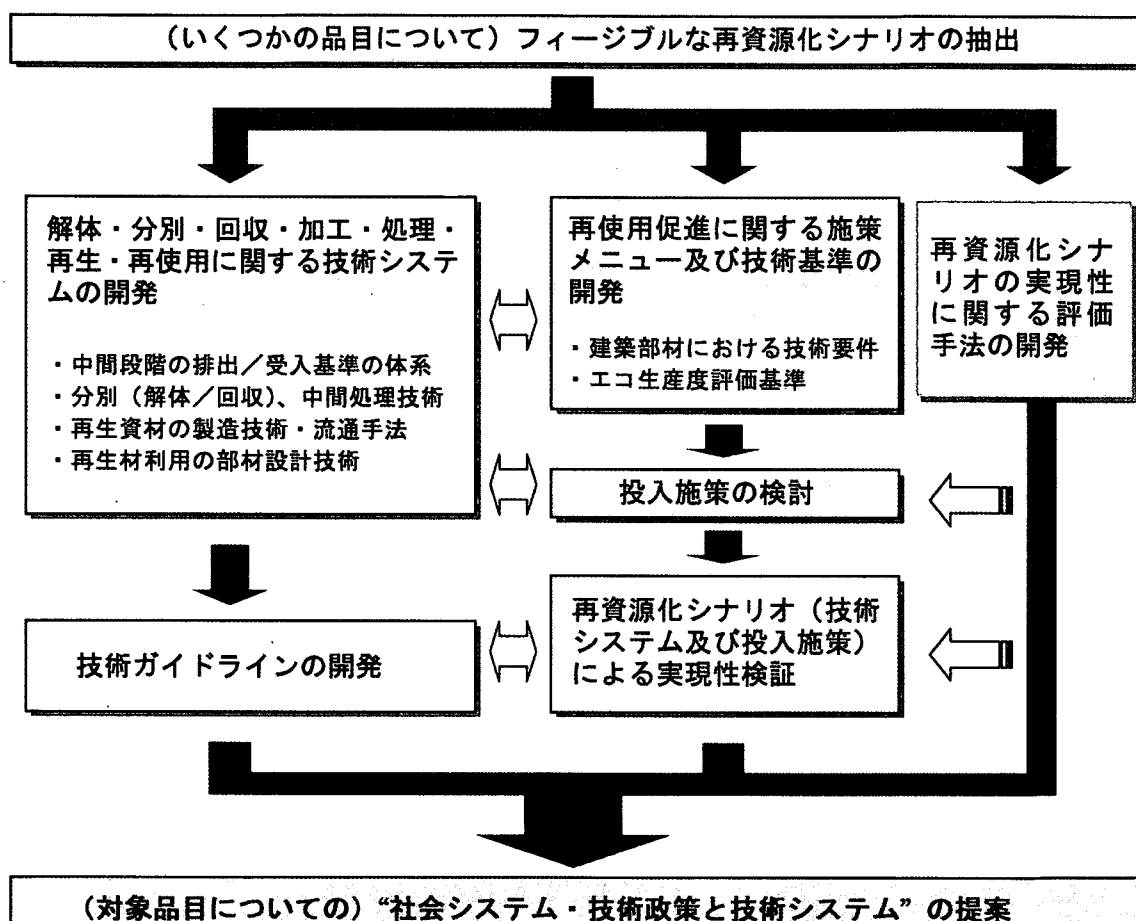 （いくつかの品目について）フィージブルな再資源化シナリオの抽出
解体・分別・回収・加工・処理・
再生・再使用に関する技術システ
ムの開発
・中間段階の排出／受入基準の体系
・分別（解体／回収）、中間処理技術
・再生資材の製造技術・流通手法
・再生材利用の部材設計技術
再使用促進に関する施策
メニュー及び技術基準の
開発
・建築部材における技術要件
・エコ生産度評価基準
再資源化シナ
リオの実現性
に関する評価
手法の開発
投入施策の検討
技術ガイドラインの開発
再資源化シナリオ（技術
システム及び投入施策）
による実現性検証
（対象品目についての）“社会システム・技術政策と技術システム”の提案